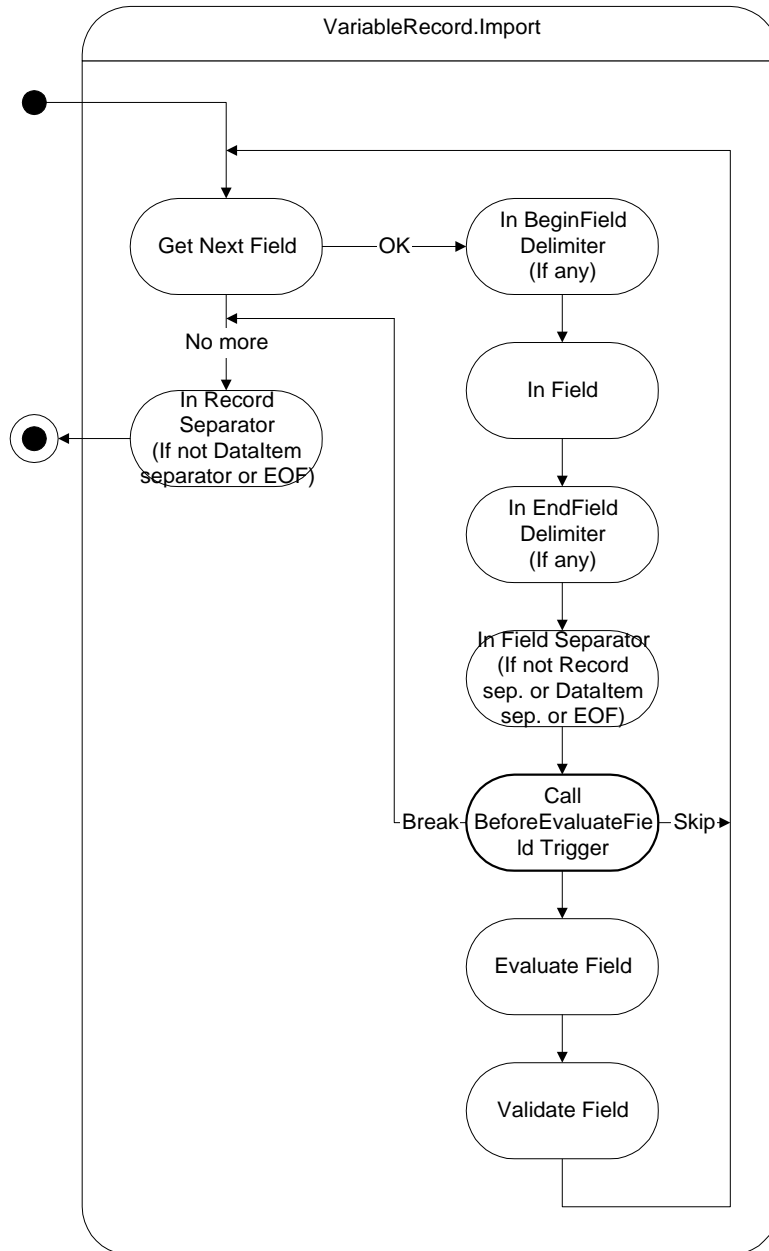 VariableRecord.Import
Get Next Field
OK
In BeginField
Delimiter
(If any)
No more
In Record
Separator
(If not DataItem
separator or EOF)
In Field
In EndField
Delimiter
(If any)
In Field Separator
(If not Record
sep. or DataItem
sep. or EOF)
Break
Call
BeforeEvaluateFie
ld Trigger
Skip
Evaluate Field
Validate Field